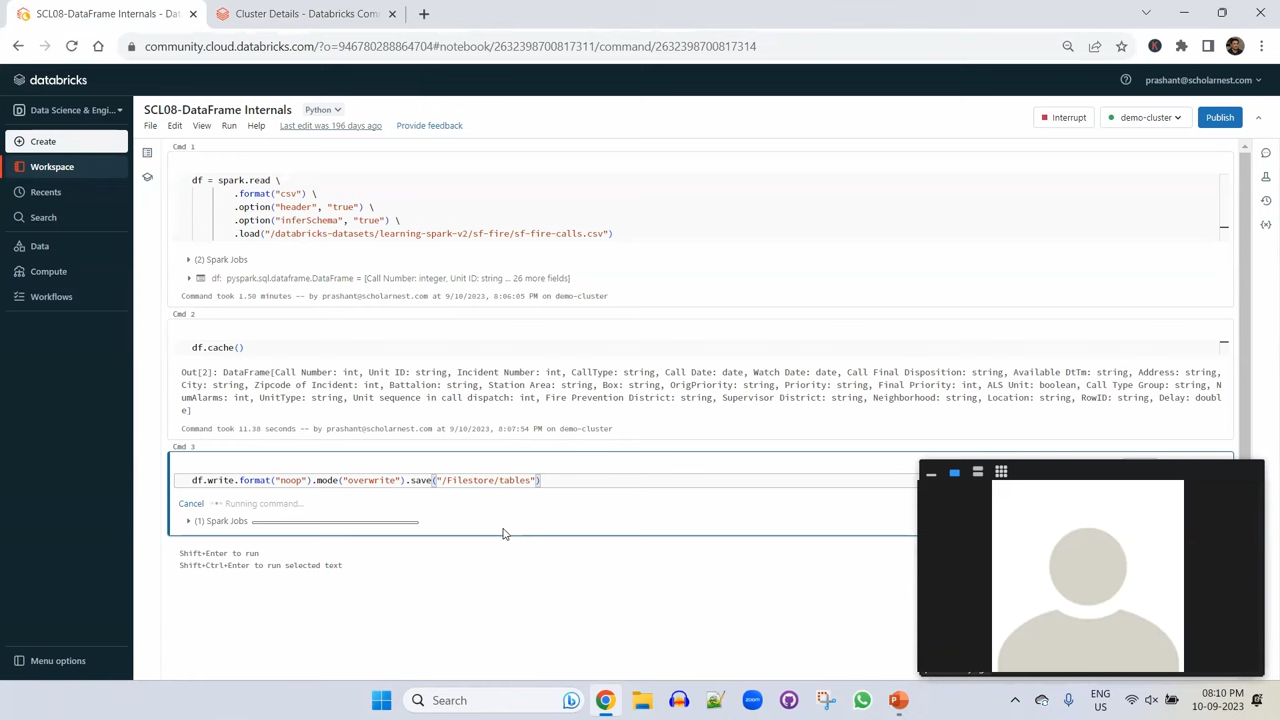 SCL08-DataFrame Internals - Dat
Cluster Details - Databricks Com
community.cloud.databricks.com/?o=946780288864704#notebook/2632398700817311/command/2632398700817314
databricks
prashant@scholarnest.com
Data Science & Engi...
SCL08-DataFrame Internals
Python
File Edit View Run Help Last edit was 196 days ago Provide feedback
Interrupt
demo-cluster
Publish
Create
Workspace
Recents
Search
Data
Compute
Workflows
Menu options
Cmd 1
df = spark.read \
.format("csv") \
.option("header", "true") \
.option("inferSchema", "true") \
.load("/databricks-datasets/learning-spark-v2/sf-fire/sf-fire-calls.csv")
(2) Spark Jobs
df: pyspark.sql.dataframe.DataFrame = [Call Number: integer, Unit ID: string ... 26 more fields]
Command took 1.50 minutes -- by prashant@scholarnest.com at 9/10/2023, 8:06:05 PM on demo-cluster
Cmd 2
df.cache()
Out[2]: DataFrame[Call Number: int, Unit ID: string, Incident Number: int, CallType: string, Call Date: date, Watch Date: date, Call Final Disposition: string, Available DtTm: string, Address: string,
City: string, Zipcode of Incident: int, Battalion: string, Station Area: string, Box: string, OrigPriority: string, Priority: string, Final Priority: int, ALS Unit: boolean, Call Type Group: string, N
umAlarms: int, UnitType: string, Unit sequence in call dispatch: int, Fire Prevention District: string, Supervisor District: string, Neighborhood: string, Location: string, RowID: string, Delay: doubl
e]
Command took 11.38 seconds -- by prashant@scholarnest.com at 9/10/2023, 8:07:54 PM on demo-cluster
Cmd 3
df.write.format("noop").mode("overwrite").save("/Filestore/tables")
Cancel Running command...
(1) Spark Jobs
Shift+Enter to run
Shift+Ctrl+Enter to run selected text
Search
ENG
US
08:10 PM
10-09-2023